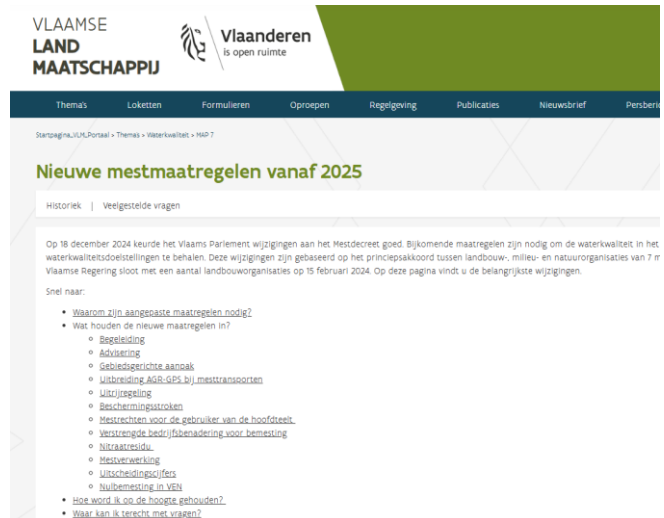 VLAAMSE
LAND
MAATSCHAPPIJ
Vlaanderen
is open ruimte
Thema's Loketten Formulieren Oproepen Regelgeving Publicaties Nieuwsbrief
Startpagina_VLM_Portaal > Themas > Waterkwaliteit > MAP 7
Nieuwe mestmaatregelen vanaf 2025
Historiek | Veelgestelde vragen
Op 18 december 2024 keurde het Vlaams Parlement wijzigingen aan het Mestdecreet goed. Bijkomende maatregelen zijn nodig om de waterkwaliteit in het
waterkwaliteitsdoelstellingen te behalen. Deze wijzigingen zijn gebaseerd op het principesakkoord tussen landbouw-, milieu- en natuurorganisaties van 7 m
Vlaamse Regering sloot met een aantal landbouworganisaties op 15 februari 2024. Op deze pagina vindt u de belangrijkste wijzigingen.
Snel naar:
Waarom zijn aangepaste maatregelen nodig?
Wat houden de nieuwe maatregelen in?
Begeleiding
Advisering
Gebiedsgerichte aanpak
Uitbreiding AGR-GPS bij mesttransporten
Uitrijregeling
Beschermingsstroken
Mestrechten voor de gebruiker van de hoofdteelt
Verstrengde bedrijfsbenadering voor bemesting
Nitraatresidu
Mestverwerking
Uitscheidingscijfers
Nulbemesting in VEN
Hoe word ik op de hoogte gehouden?
Waar kan ik terecht met vragen?